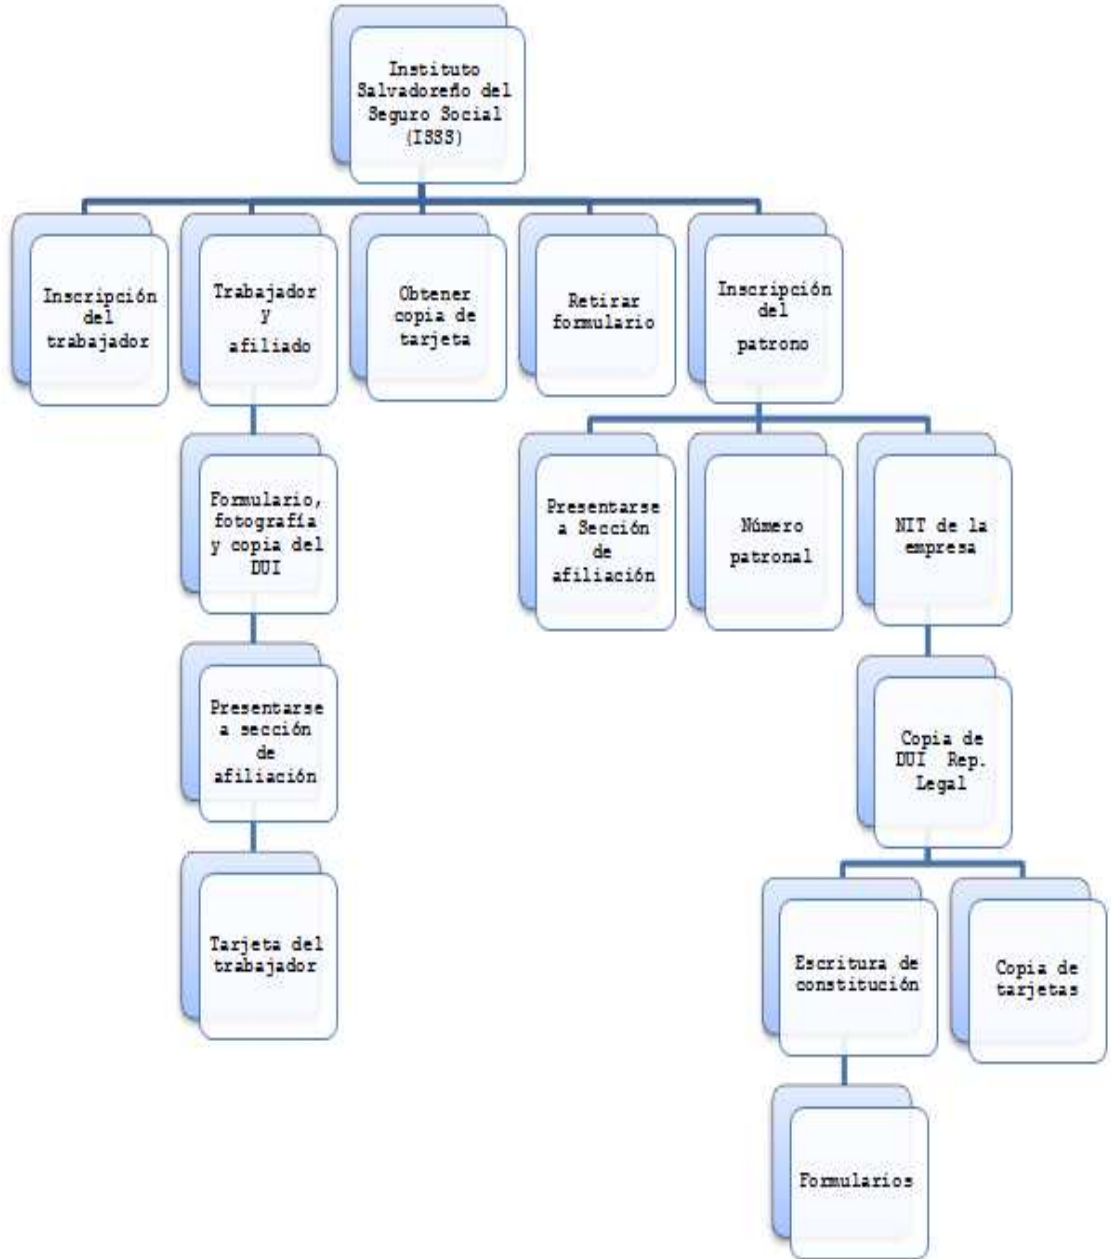 Instituto
Salvadoreño del
Seguro Social
(ISSS)
Inscripción
del
trabajador
Trabajador
y
afiliado
Obtener
copia de
tarjeta
Retirar
formulario
Inscripción
del
patrono
Formulario,
fotografía
y copia del
DUI
Presentarse
a Sección
de
afiliación
Número
patronal
NIT de la
empresa
Presentarse
a sección
de
afiliación
Copia de
DUI Rep.
Legal
Tarjeta del
trabajador
Escritura de
constitución
Copia de
tarjetas
Formularios